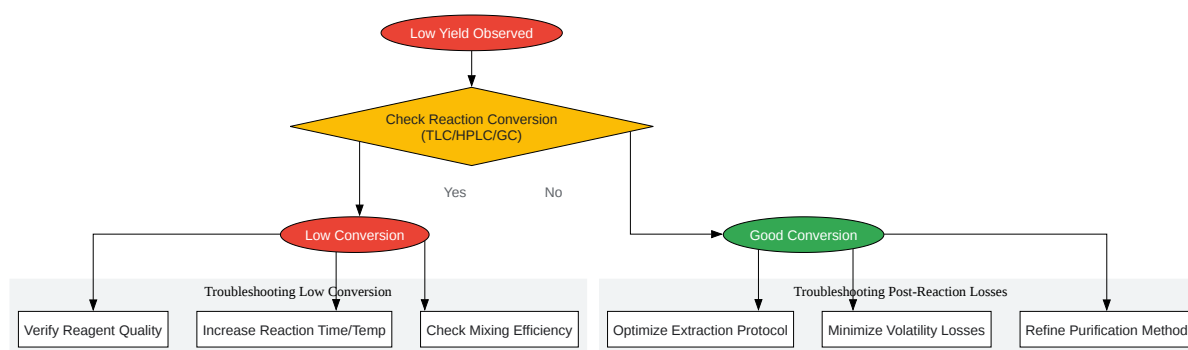 Low Yield Observed
Check Reaction Conversion
(TLC/HPLC/GC)
Yes
No
Low Conversion
Good Conversion
Troubleshooting Low Conversion
Troubleshooting Post-Reaction Losses
Verify Reagent Quality
Increase Reaction Time/Temp
Check Mixing Efficiency
Optimize Extraction Protocol
Minimize Volatility Losses
Refine Purification Method